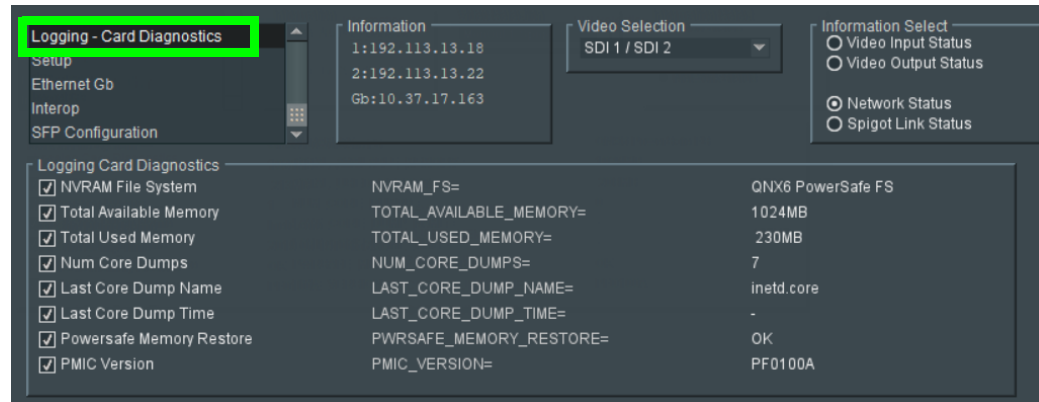 Logging - Card Diagnostics
Setup
Ethernet Gb
Interop
SFP Configuration
Information
1:192.113.13.18
2:192.113.13.22
Gb:10.37.17.163
Video Selection
SDI 1 / SDI 2
Information Select
Video Input Status
Video Output Status
Network Status
Spigot Link Status
Logging Card Diagnostics
NVRAM File System NVRAM_FS= QNX6 PowerSafe FS
Total Available Memory TOTAL_AVAILABLE_MEMORY= 1024MB
Total Used Memory TOTAL_USED_MEMORY= 230MB
Num Core Dumps NUM_CORE_DUMPS= 7
Last Core Dump Name LAST_CORE_DUMP_NAME= inetd.core
Last Core Dump Time LAST_CORE_DUMP_TIME= -
Powersafe Memory Restore PWRSAFE_MEMORY_RESTORE= OK
PMIC Version PMIC_VERSION= PF0100A